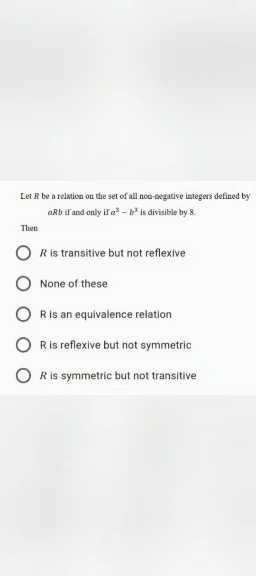 Let R be a relation on the set of all non-negative integers defined by
aRb if and only if a³ − b³ is divisible by 8.
Then
R is transitive but not reflexive
None of these
R is an equivalence relation
R is reflexive but not symmetric
R is symmetric but not transitive